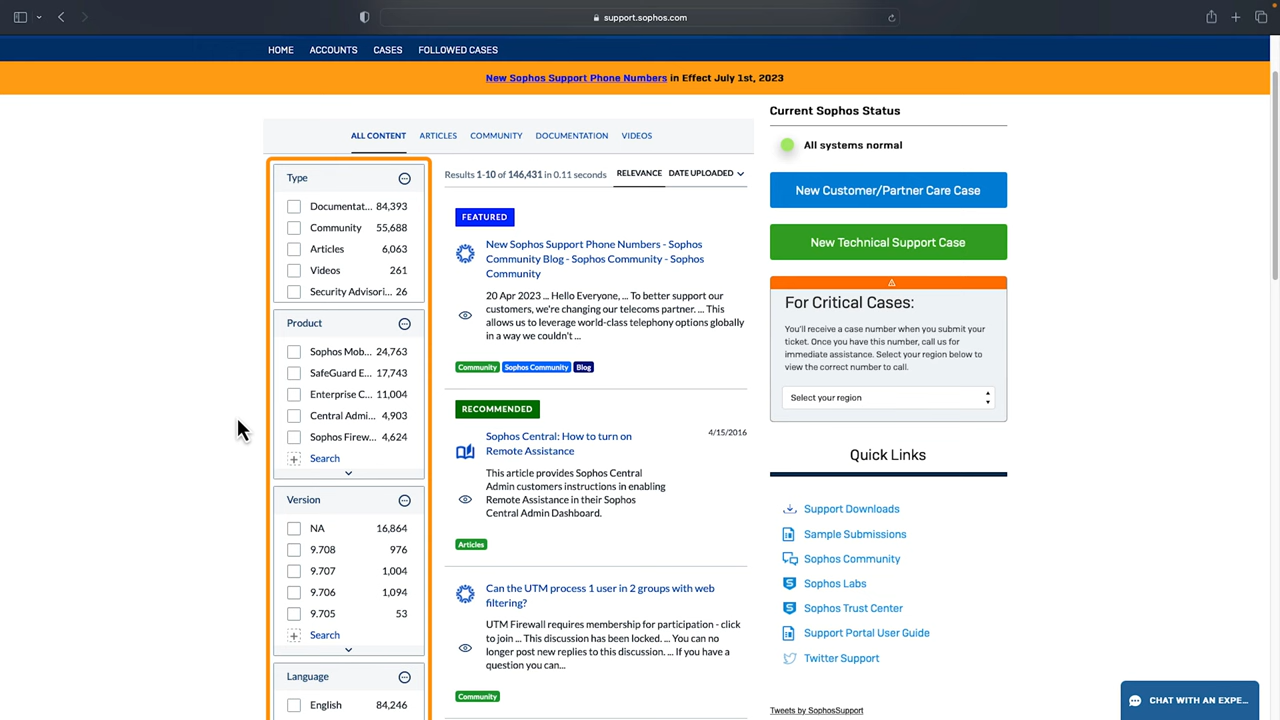 support.sophos.com
HOME
ACCOUNTS
CASES
FOLLOWED CASES
New Sophos Support Phone Numbers in Effect July 1st, 2023
ALL CONTENT
ARTICLES
COMMUNITY
DOCUMENTATION
VIDEOS
Type
Documentat... 84,393
Community 55,688
Articles 6,063
Videos 261
Security Advisori... 26
Product
Sophos Mob... 24,763
SafeGuard E... 17,743
Enterprise C... 11,004
Central Admi... 4,903
Sophos Firew... 4,624
Search
Version
NA 16,864
9.708 976
9.707 1,004
9.706 1,094
9.705 53
Search
Language
English 84,246
Results 1-10 of 146,431 in 0.11 seconds
RELEVANCE
DATE UPLOADED
FEATURED
New Sophos Support Phone Numbers - Sophos
Community Blog - Sophos Community - Sophos
Community
20 Apr 2023 ... Hello Everyone, ... To better support our
customers, we're changing our telecoms partner. ... This
allows us to leverage world-class telephony options globally
in a way we couldn't ...
Community
Sophos Community
Blog
RECOMMENDED
Sophos Central: How to turn on
Remote Assistance
4/15/2016
This article provides Sophos Central
Admin customers instructions in enabling
Remote Assistance in their Sophos
Central Admin Dashboard.
Articles
Can the UTM process 1 user in 2 groups with web
filtering?
UTM Firewall requires membership for participation - click
to join ... This discussion has been locked. ... You can no
longer post new replies to this discussion. ... If you have a
question you can...
Community
Current Sophos Status
All systems normal
New Customer/Partner Care Case
New Technical Support Case
For Critical Cases:
You'll receive a case number when you submit your
ticket. Once you have this number, call us for
immediate assistance. Select your region below to
view the correct number to call.
Select your region
Quick Links
Support Downloads
Sample Submissions
Sophos Community
Sophos Labs
Sophos Trust Center
Support Portal User Guide
Twitter Support
Tweets by SophosSupport
CHAT WITH AN EXPE...